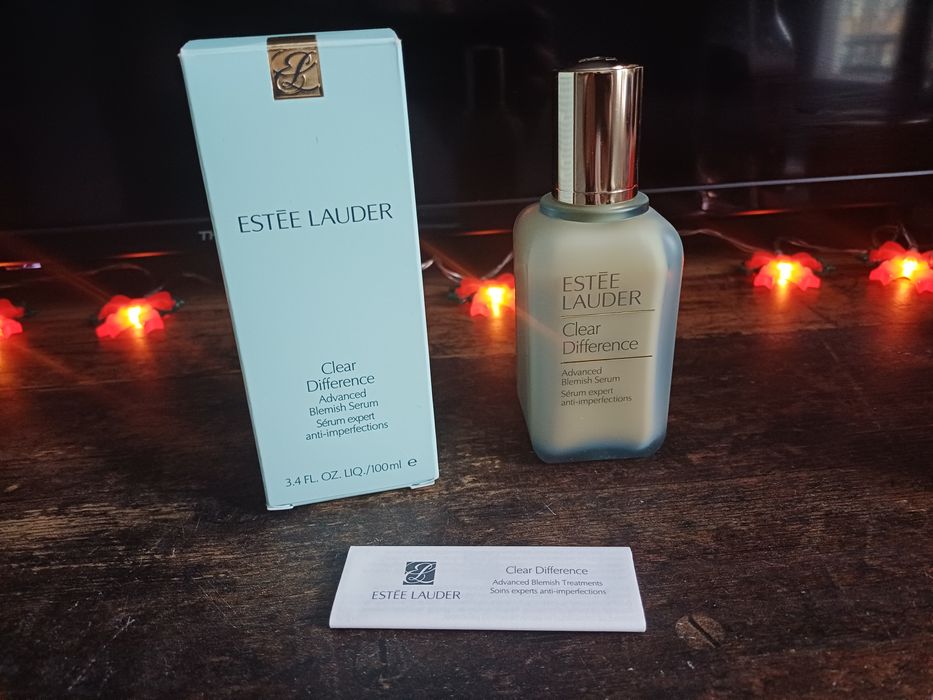 ESTĒE LAUDER
Clear
Difference
Advanced
Blemish Serum
Sérum expert
anti-imperfections
3.4 FL. OZ. LIQ./100ml ℮
ESTĒE
LAUDER
Clear
Difference
Advanced
Blemish Serum
Sérum expert
anti-imperfections
ESTĒE LAUDER
Clear Difference
Advanced Blemish Treatments
Soins experts anti-imperfections